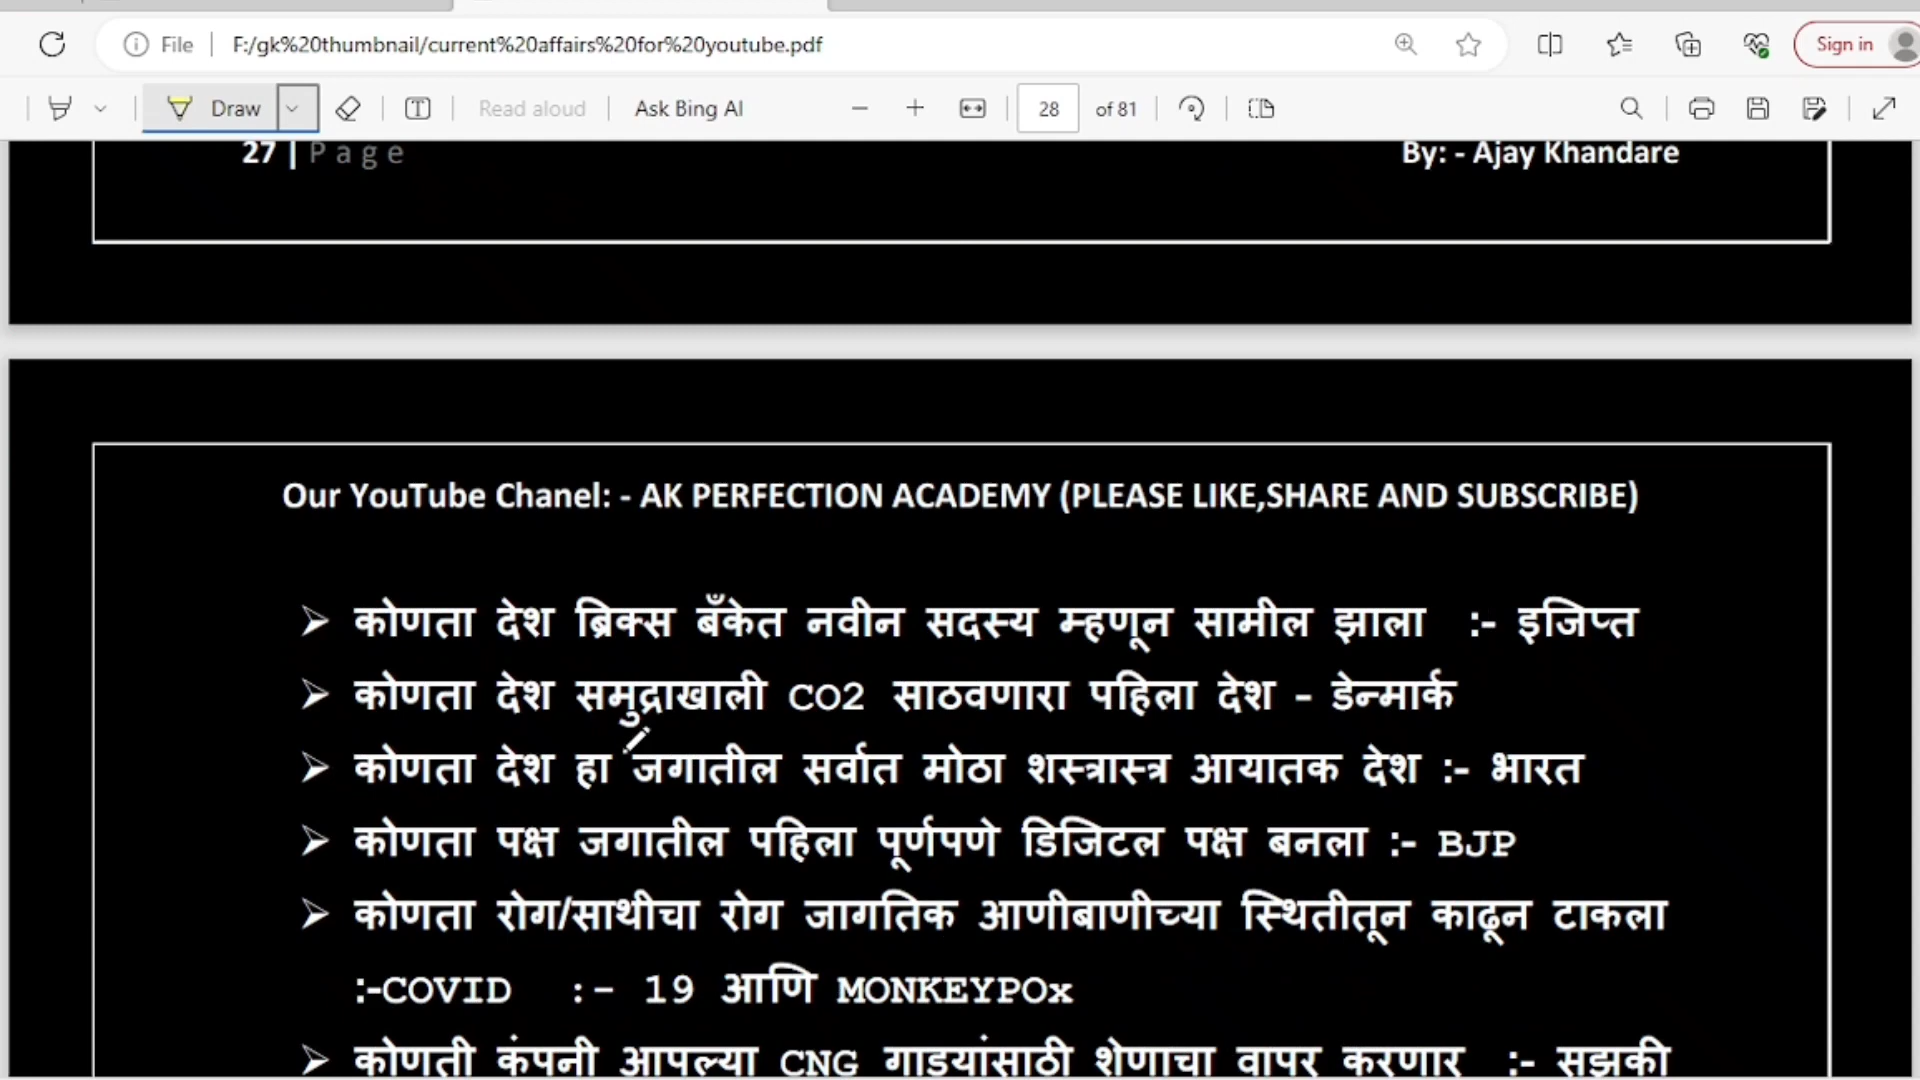 File F:/gk%20thumbnail/current%20affairs%20for%20youtube.pdf Sign in
Draw Read aloud Ask Bing AI 28 of 81
27 | Page By: - Ajay Khandare
Our YouTube Chanel: - AK PERFECTION ACADEMY (PLEASE LIKE,SHARE AND SUBSCRIBE)
➢ कोणता देश ब्रिक्स बँकेत नवीन सदस्य म्हणून सामील झाला :- इजिप्त
➢ कोणता देश समुद्राखाली CO2 साठवणारा पहिला देश - डेन्मार्क
➢ कोणता देश हा जगातील सर्वात मोठा शस्त्रास्त्र आयातक देश :- भारत
➢ कोणता पक्ष जगातील पहिला पूर्णपणे डिजिटल पक्ष बनला :- BJP
➢ कोणता रोग/साथीचा रोग जागतिक आणीबाणीच्या स्थितीतून काढून टाकला
:-COVID :- 19 आणि MONKEYPOx
➢ कोणती कंपनी आपल्या CNG गाड्यांसाठी शेणाचा वापर करणार :- सुझुकी